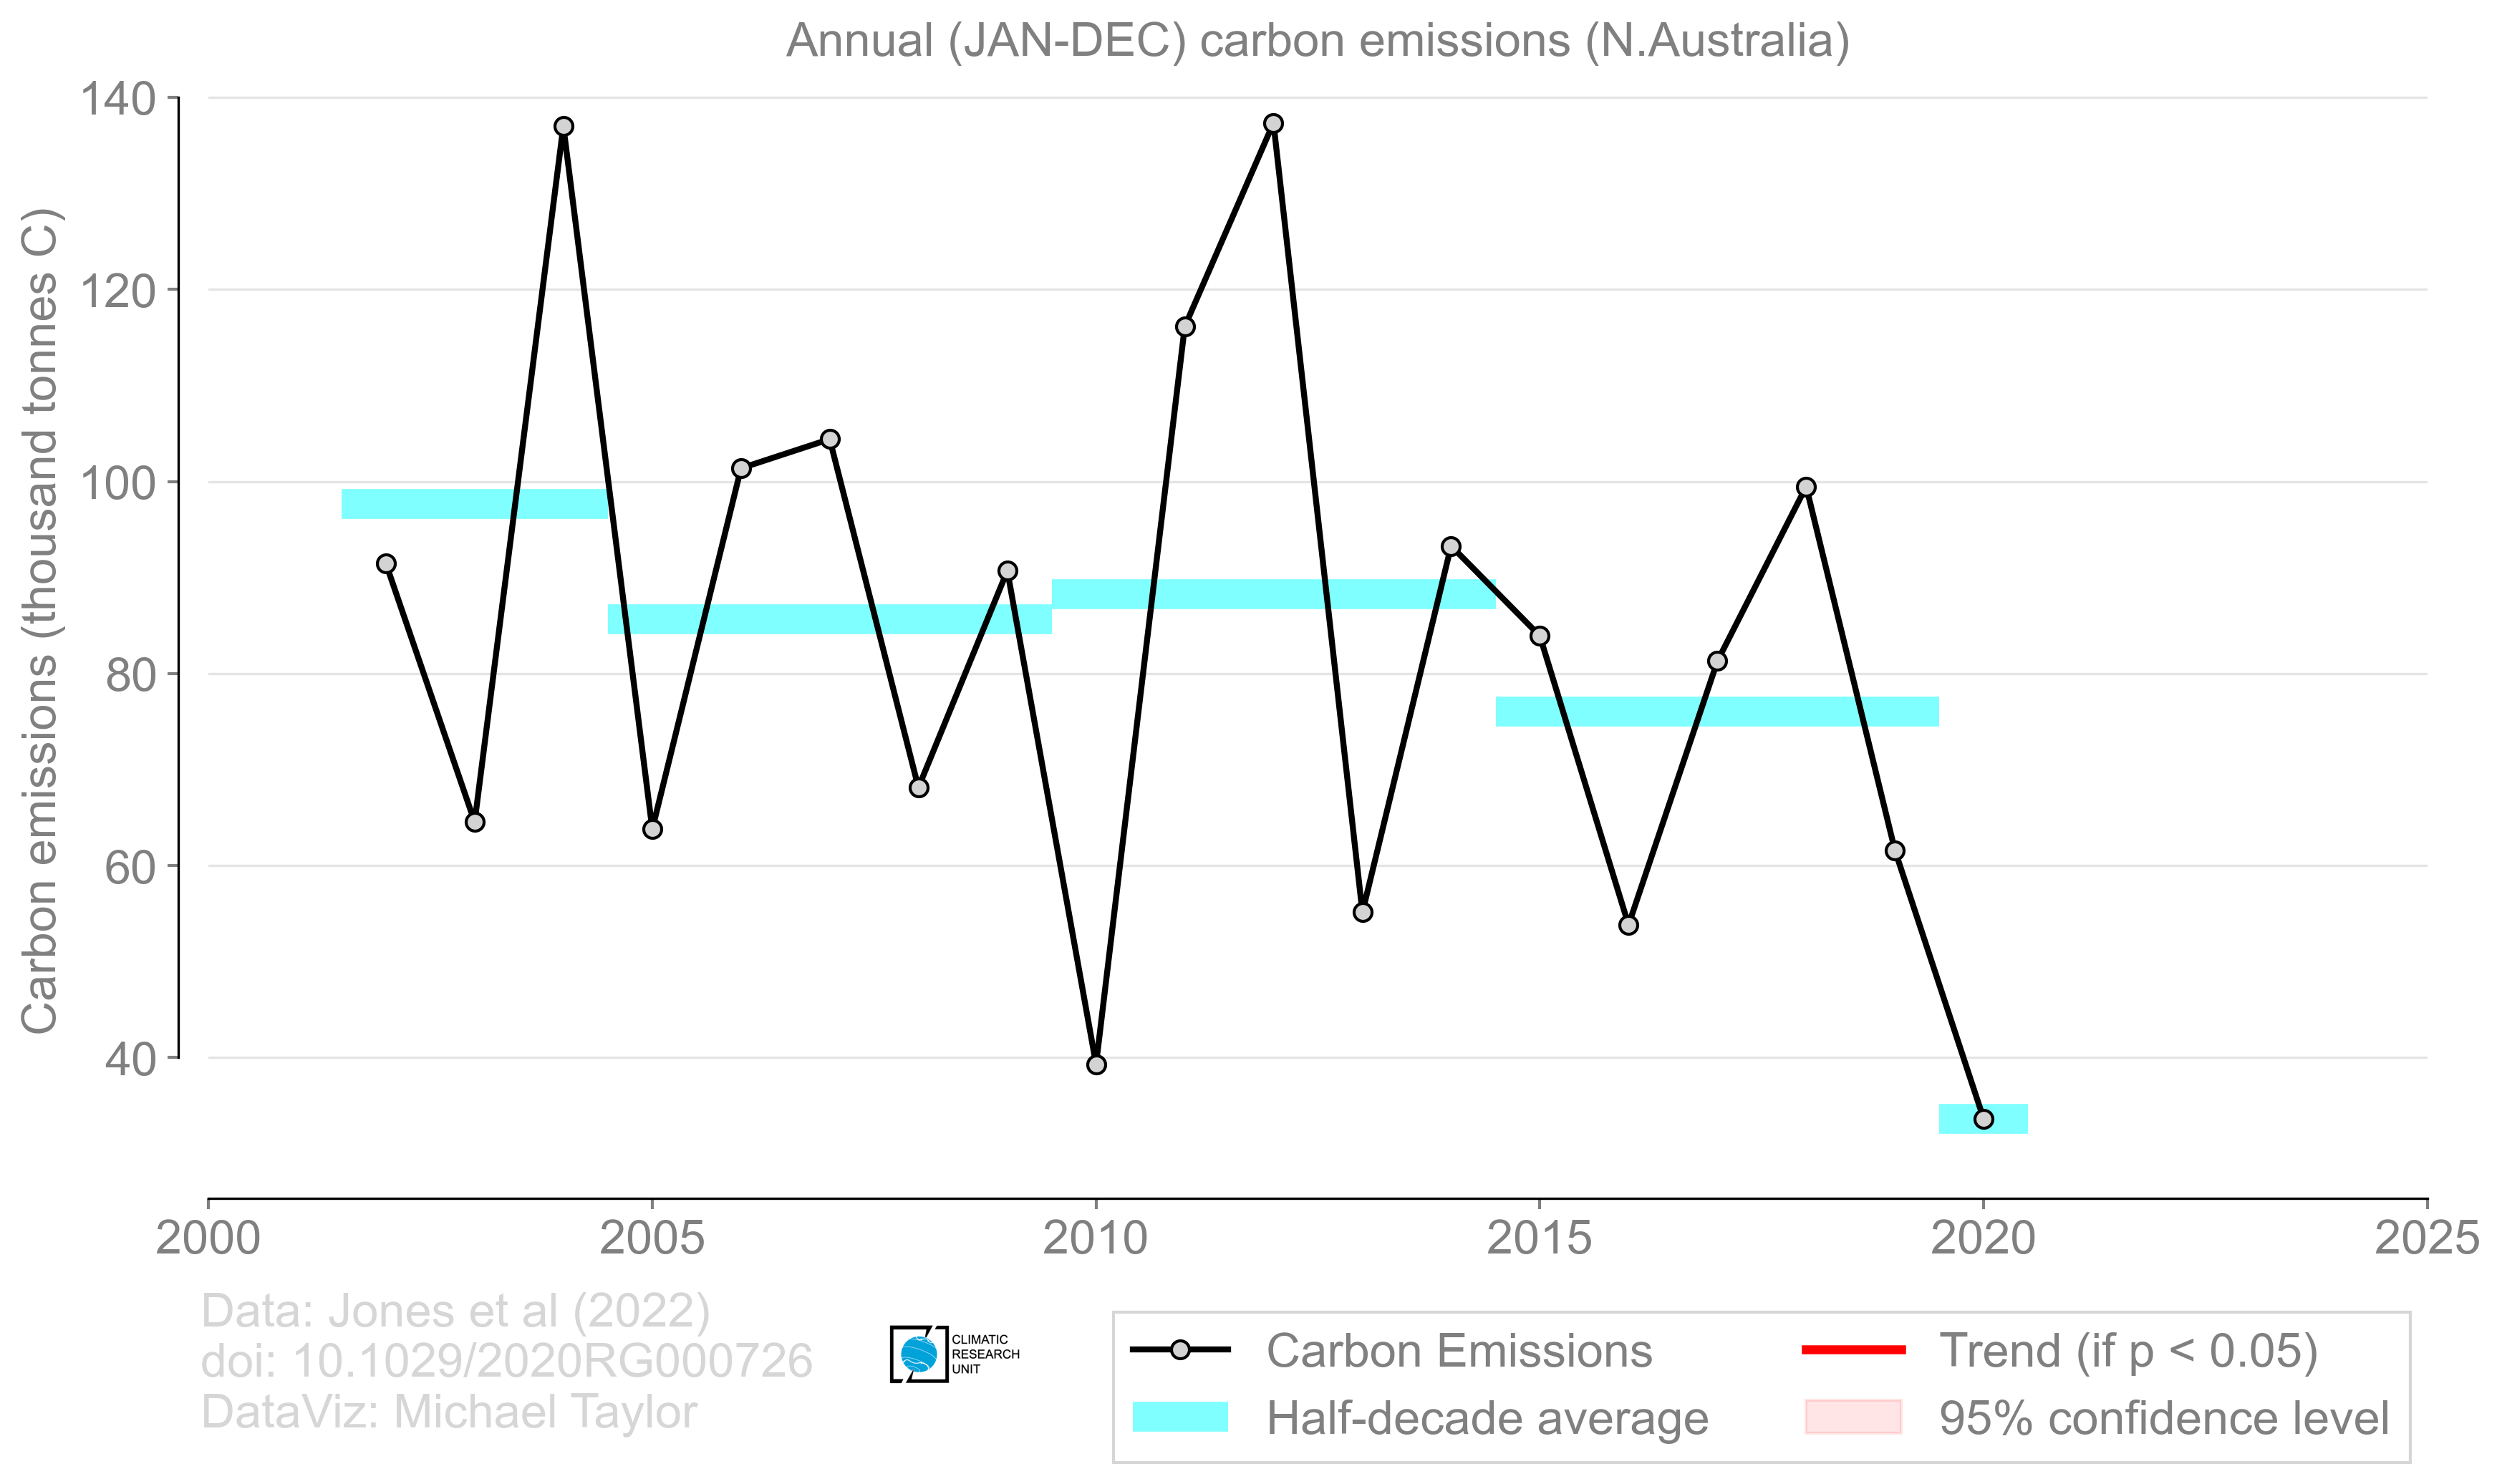 Annual (JAN-DEC) carbon emissions (N.Australia)
Carbon emissions (thousand tonnes C)
140
120
100
80
60
40
2000 2005 2010 2015 2020 2025
Data: Jones et al (2022)
doi: 10.1029/2020RG000726
DataViz: Michael Taylor
CLIMATIC
RESEARCH
UNIT
Carbon Emissions
Half-decade average
Trend (if p < 0.05)
95% confidence level